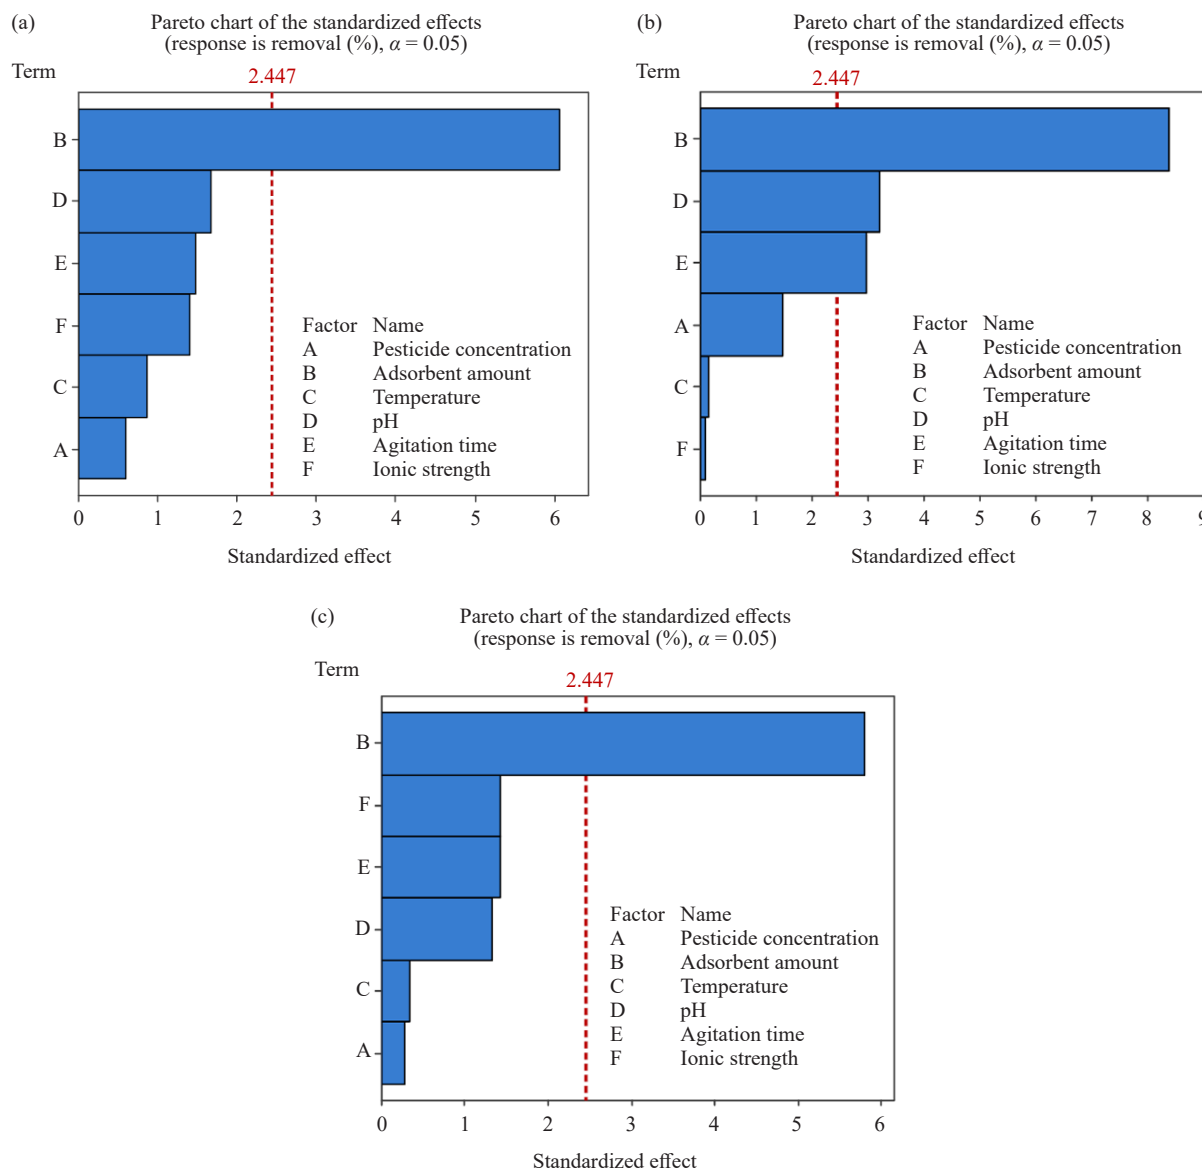 (a)
Pareto chart of the standardized effects
(response is removal (%), α = 0.05)
Term
2.447
B
D
E
F
C
A
Factor Name
A Pesticide concentration
B Adsorbent amount
C Temperature
D pH
E Agitation time
F Ionic strength
0 1 2 3 4 5 6
Standardized effect
(b)
Pareto chart of the standardized effects
(response is removal (%), α = 0.05)
Term
2.447
B
D
E
A
C
F
Factor Name
A Pesticide concentration
B Adsorbent amount
C Temperature
D pH
E Agitation time
F Ionic strength
0 1 2 3 4 5 6 7 8 9
Standardized effect
(c)
Pareto chart of the standardized effects
(response is removal (%), α = 0.05)
Term
2.447
B
F
E
D
C
A
Factor Name
A Pesticide concentration
B Adsorbent amount
C Temperature
D pH
E Agitation time
F Ionic strength
0 1 2 3 4 5 6
Standardized effect